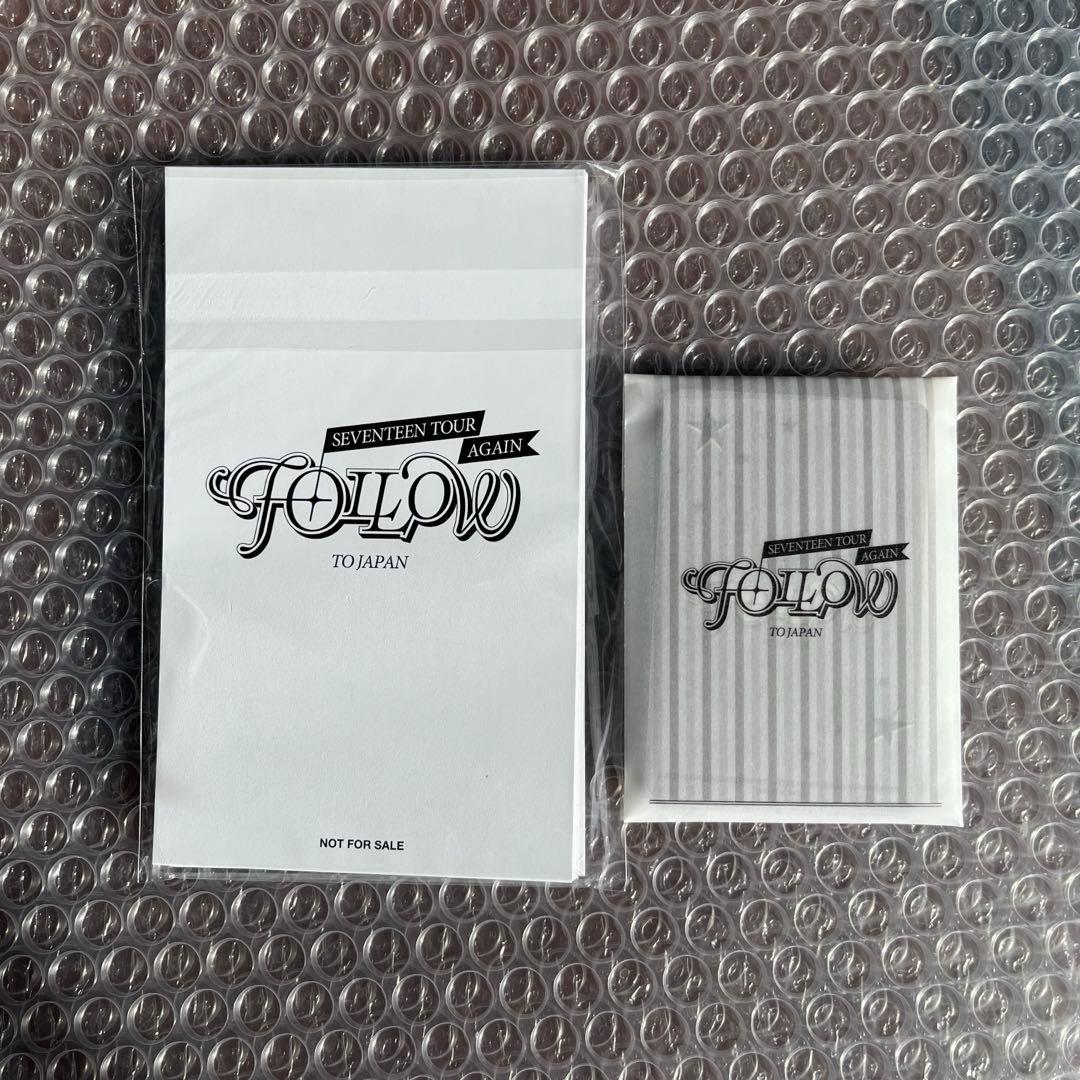 SEVENTEEN TOUR
AGAIN
FOLLOW
TO JAPAN
NOT FOR SALE
SEVENTEEN TOUR
AGAIN
FOLLOW
TO JAPAN